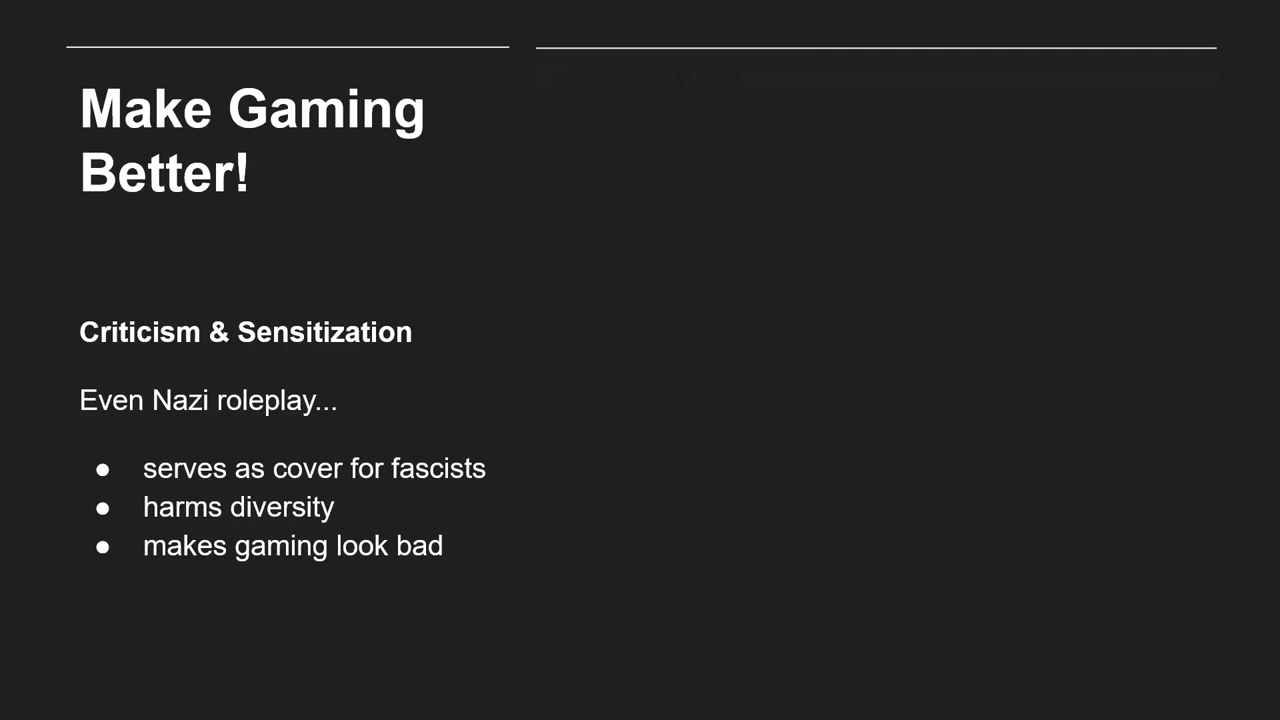 Make Gaming
Better!
Criticism & Sensitization
Even Nazi roleplay...
● serves as cover for fascists
● harms diversity
● makes gaming look bad